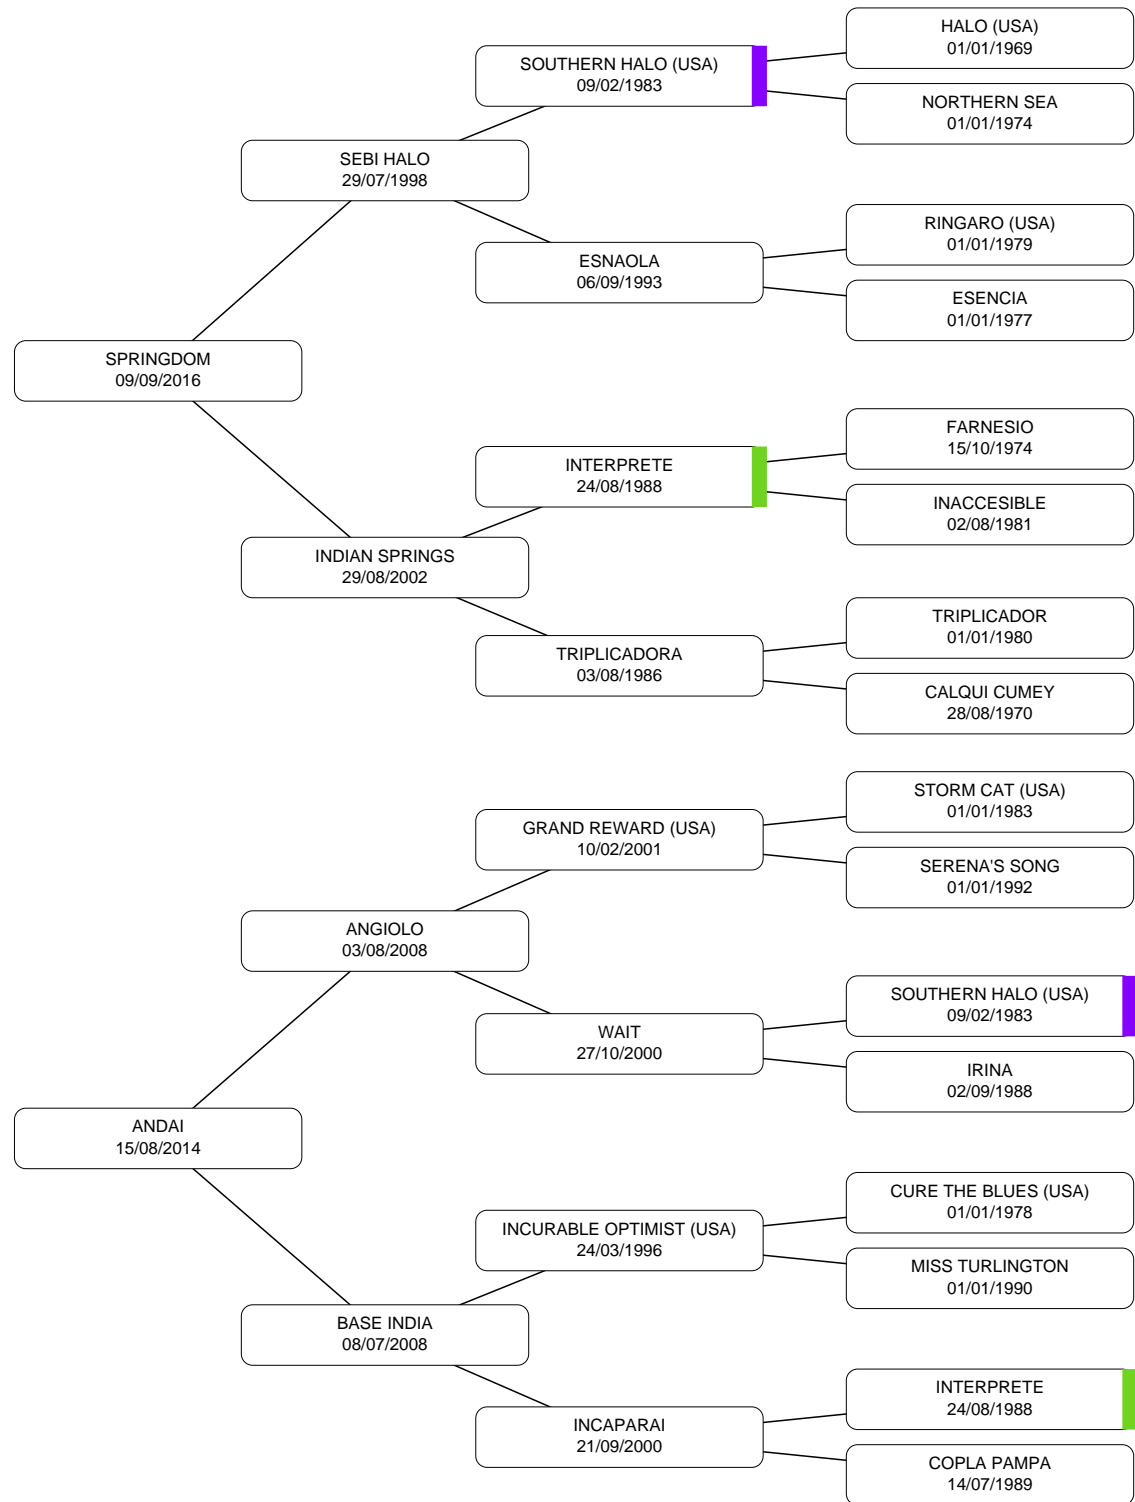 HALO (USA)
01/01/1969
SOUTHERN HALO (USA)
09/02/1983
NORTHERN SEA
01/01/1974
SEBI HALO
29/07/1998
RINGARO (USA)
01/01/1979
ESNAOLA
06/09/1993
ESENCIA
01/01/1977
SPRINGDOM
09/09/2016
FARNESIO
15/10/1974
INTERPRETE
24/08/1988
INACCESIBLE
02/08/1981
INDIAN SPRINGS
29/08/2002
TRIPLICADOR
01/01/1980
TRIPLICADORA
03/08/1986
CALQUI CUMEY
28/08/1970
STORM CAT (USA)
01/01/1983
GRAND REWARD (USA)
10/02/2001
SERENA'S SONG
01/01/1992
ANGIOLO
03/08/2008
SOUTHERN HALO (USA)
09/02/1983
WAIT
27/10/2000
IRINA
02/09/1988
ANDAI
15/08/2014
CURE THE BLUES (USA)
01/01/1978
INCURABLE OPTIMIST (USA)
24/03/1996
MISS TURLINGTON
01/01/1990
BASE INDIA
08/07/2008
INTERPRETE
24/08/1988
INCAPARAI
21/09/2000
COPLA PAMPA
14/07/1989